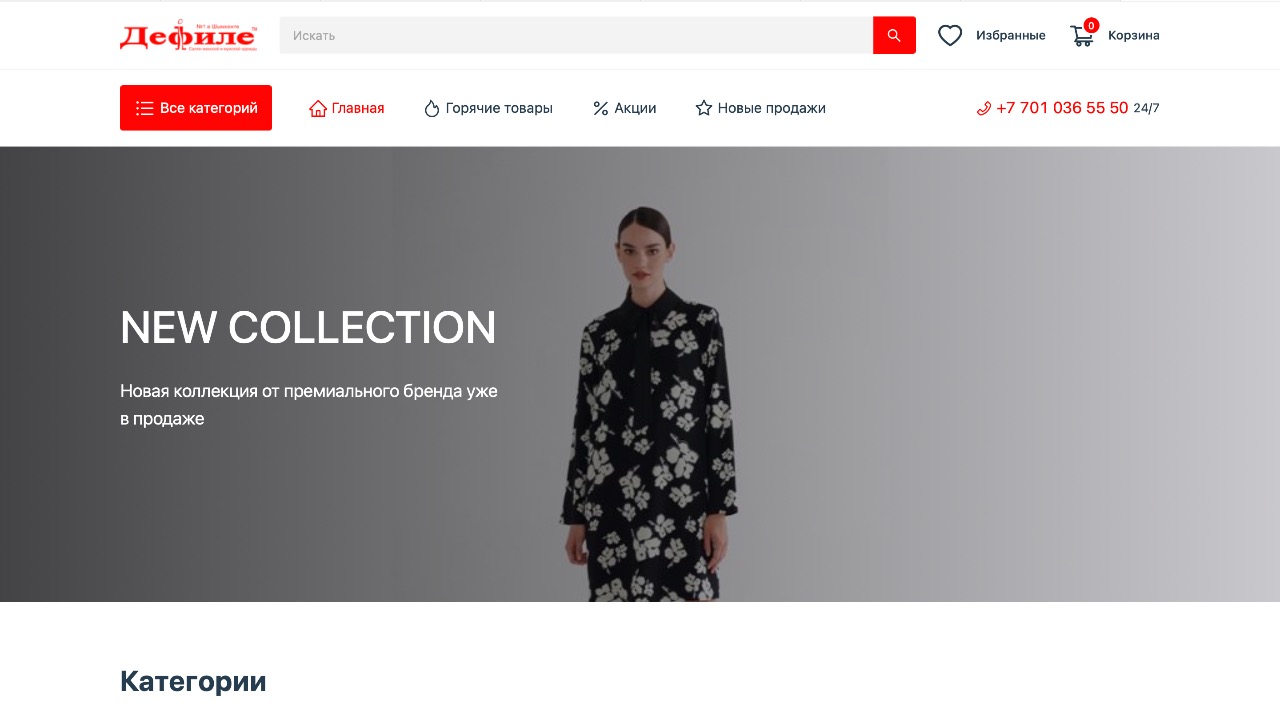 №1 в Шымкенте
Дефиле
Искать
Избранные
0
Корзина
Все категорий
Главная
Горячие товары
Акции
Новые продажи
+7 701 036 55 50 24/7
NEW COLLECTION
Новая коллекция от премиального бренда уже
в продаже
Категории